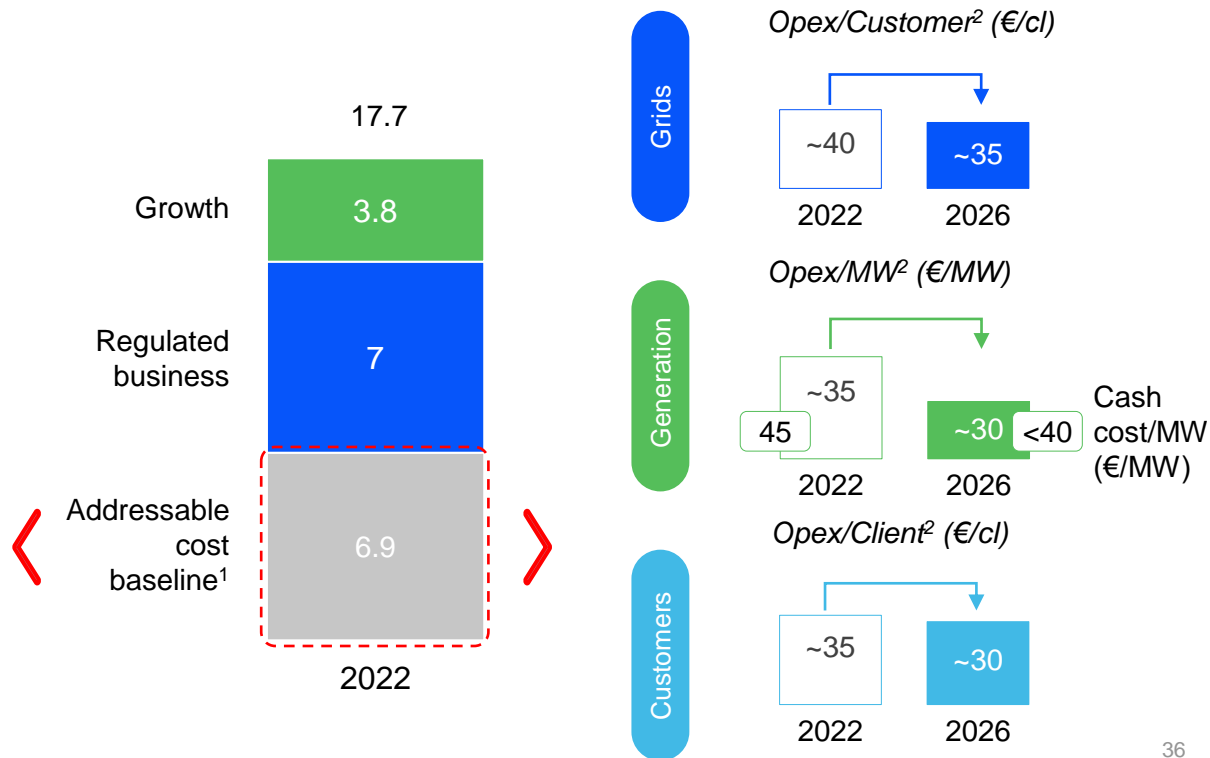 17.7
Growth
3.8
Regulated
business
7
Addressable
cost
baseline¹
6.9
2022
Grids
Opex/Customer² (€/cl)
~40
~35
2022
2026
Generation
Opex/MW² (€/MW)
~35
45
~30
<40
Cash
cost/MW
(€/MW)
2022
2026
Customers
Opex/Client² (€/cl)
~35
~30
2022
2026
36